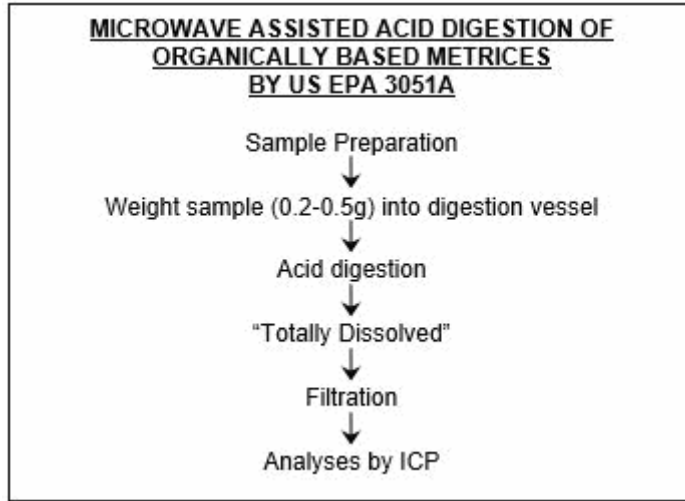 MICROWAVE ASSISTED ACID DIGESTION OF
ORGANICALLY BASED METRICES
BY US EPA 3051A
Sample Preparation
Weight sample (0.2-0.5g) into digestion vessel
Acid digestion
“Totally Dissolved”
Filtration
Analyses by ICP